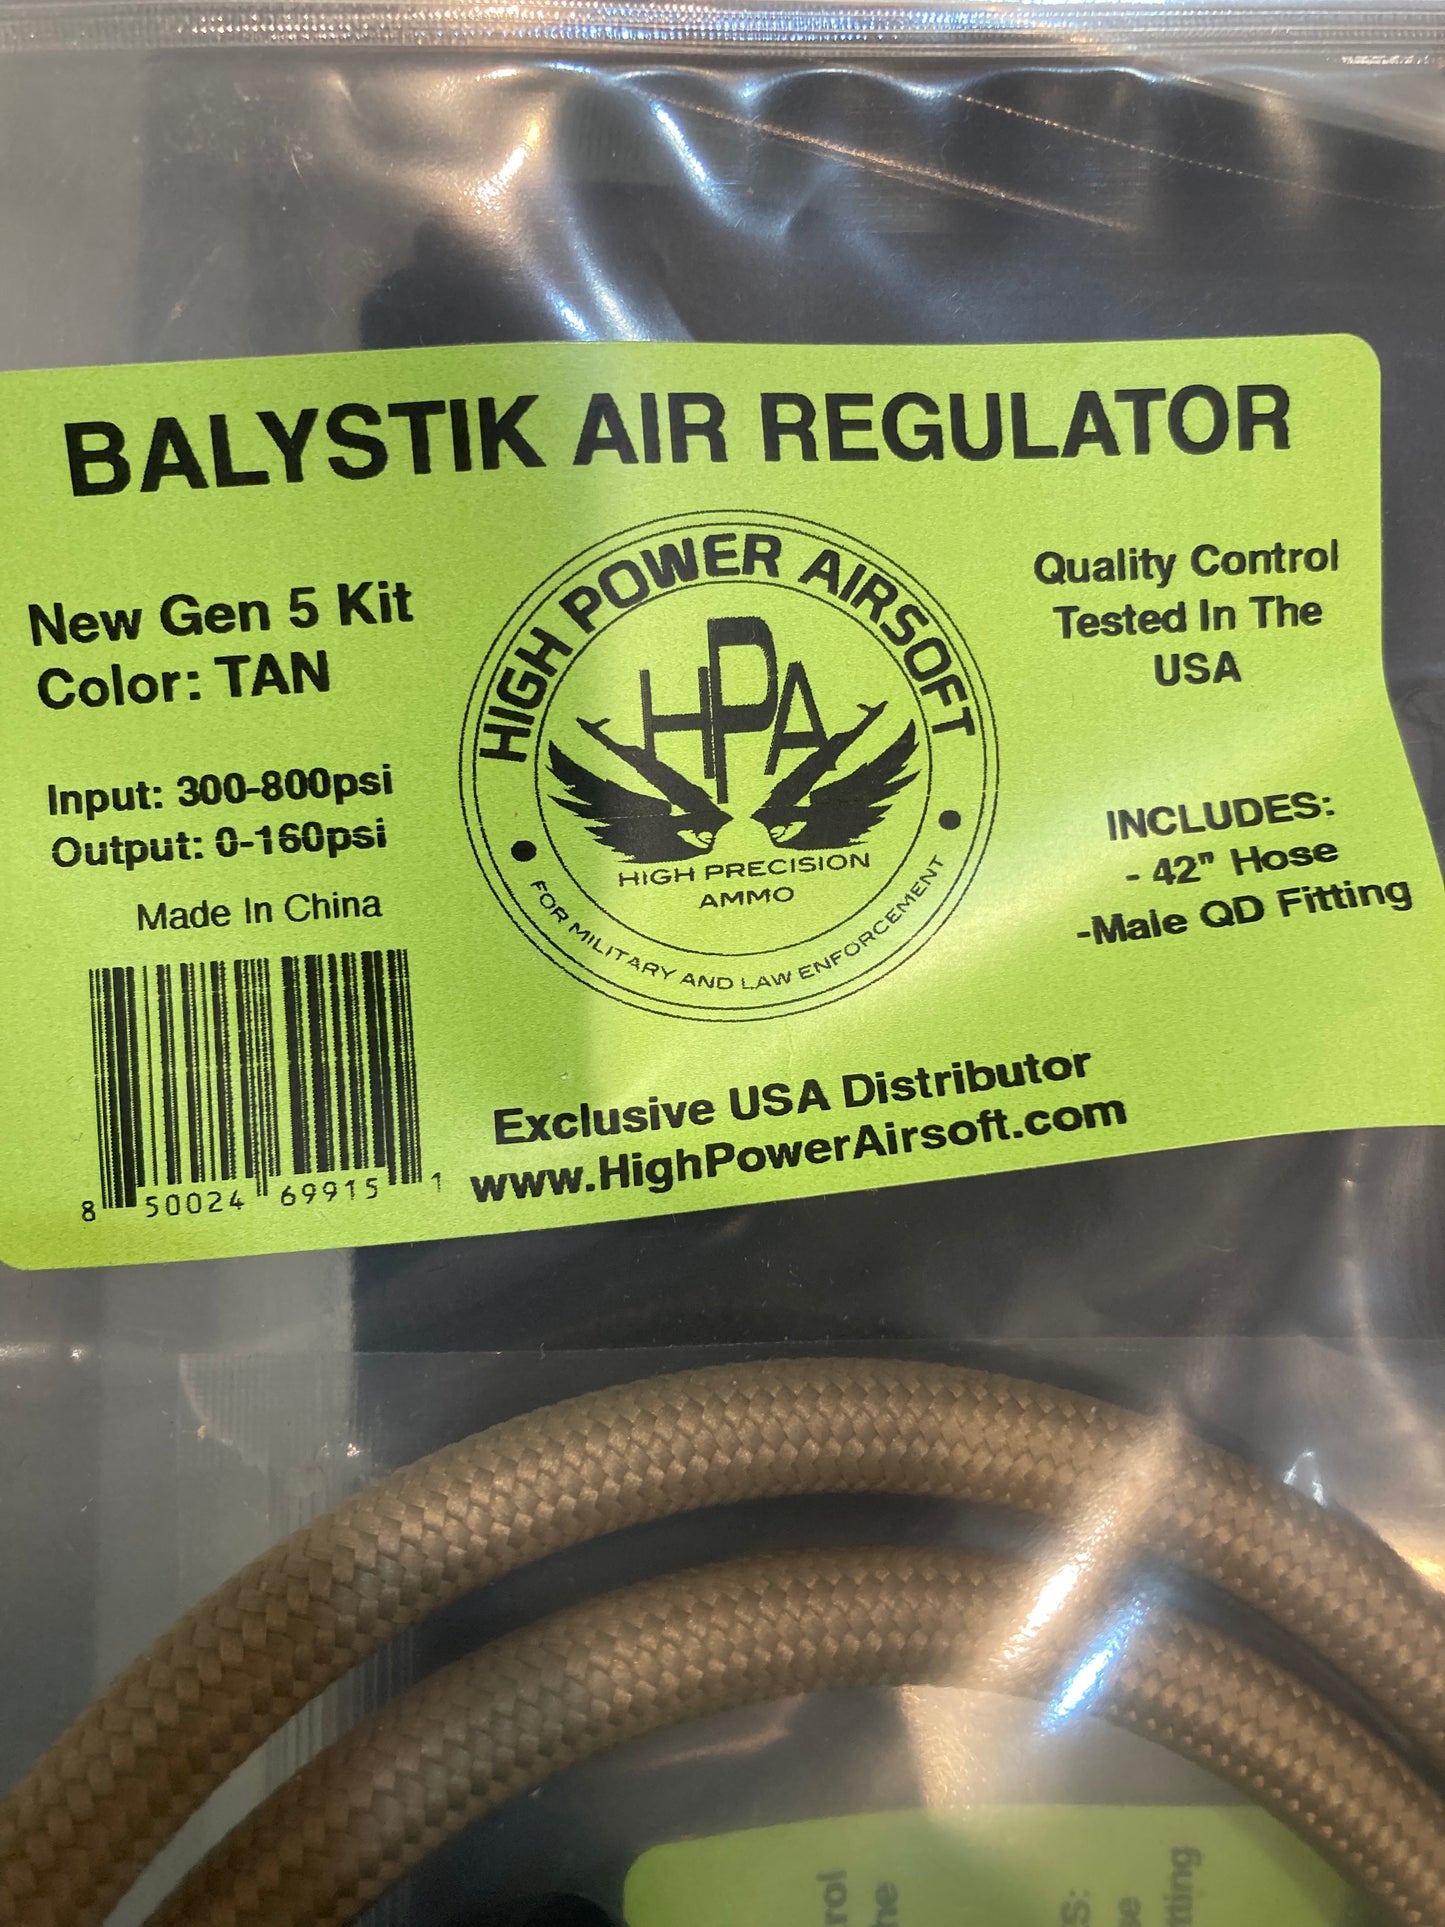 BALYSTIK AIR REGULATOR
New Gen 5 Kit
Color: TAN
Input: 300-800psi
Output: 0-160psi
Made In China
8 50024 69915 1
HIGH POWER AIRSOFT
HPA
HIGH PRECISION
AMMO
FOR MILITARY AND LAW ENFORCEMENT
Quality Control
Tested In The
USA
INCLUDES:
- 42" Hose
-Male QD Fitting
Exclusive USA Distributor
www.HighPowerAirsoft.com